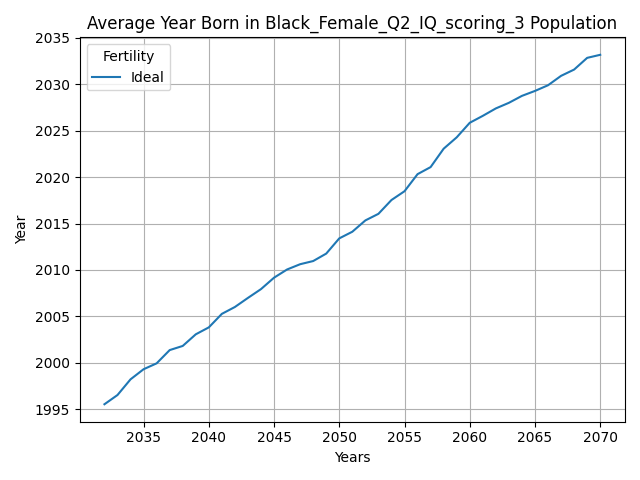 Average Year Born in Black_Female_Q2_IQ_scoring_3 Population
Fertility
Ideal
Year
2035
2030
2025
2020
2015
2010
2005
2000
1995
2035 2040 2045 2050 2055 2060 2065 2070
Years